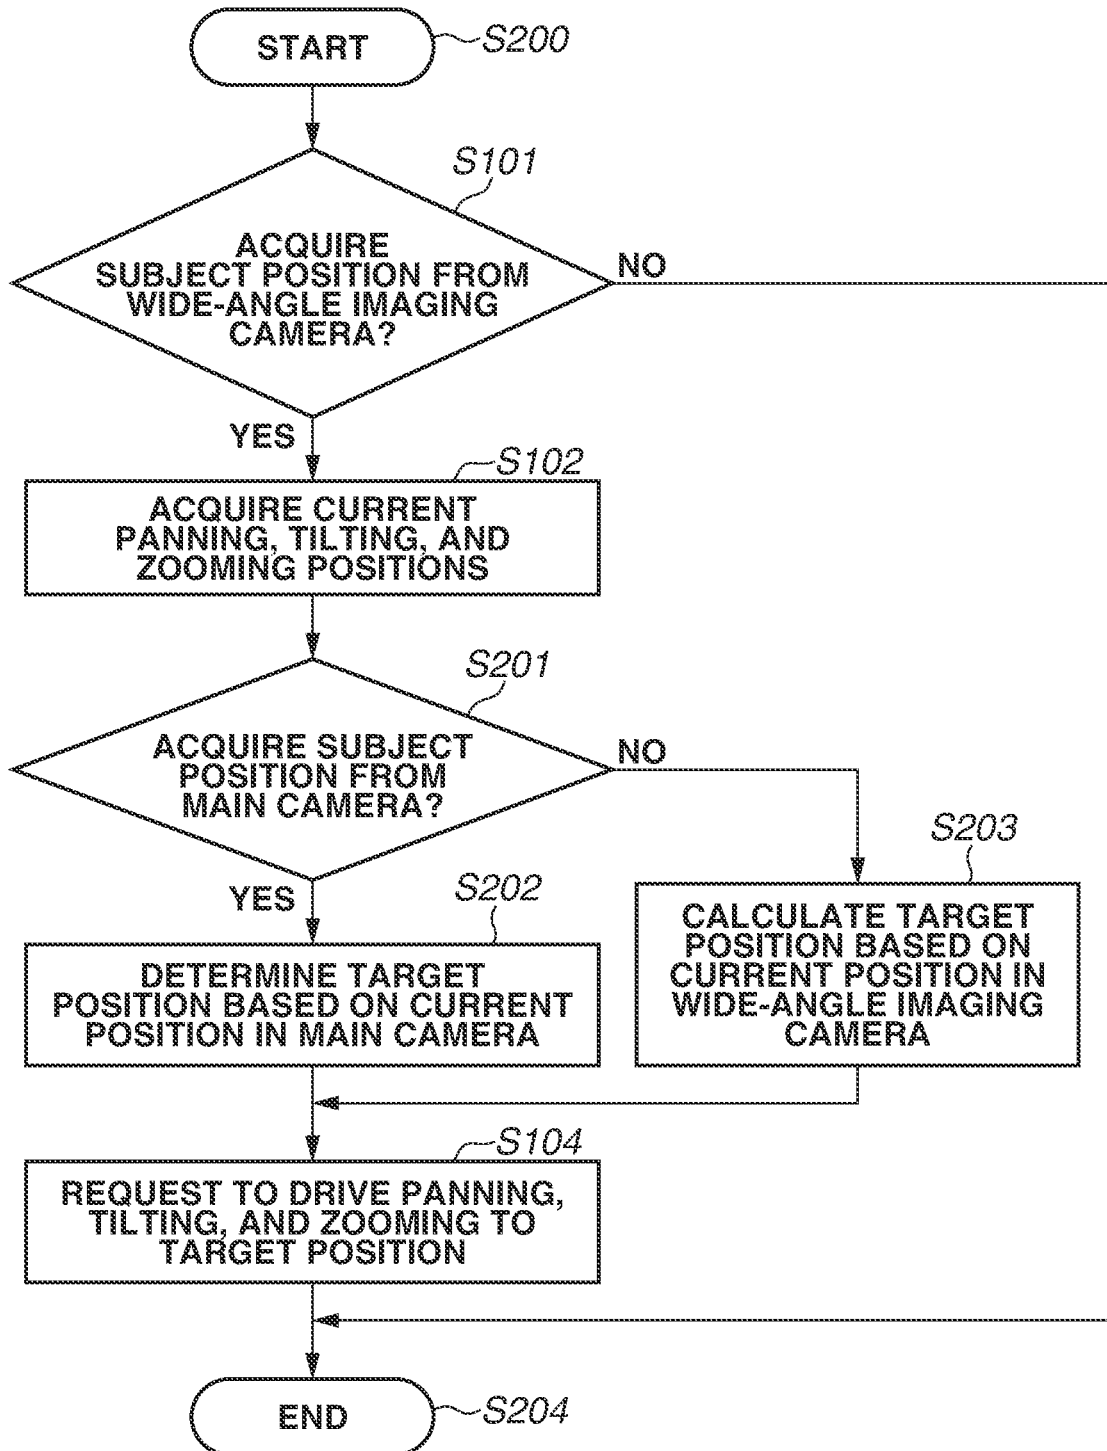 START
S200
S101
ACQUIRE
SUBJECT POSITION FROM
WIDE-ANGLE IMAGING
CAMERA?
NO
YES
S102
ACQUIRE CURRENT
PANNING, TILTING, AND
ZOOMING POSITIONS
S201
ACQUIRE SUBJECT
POSITION FROM
MAIN CAMERA?
NO
YES
S202
DETERMINE TARGET
POSITION BASED ON CURRENT
POSITION IN MAIN CAMERA
S203
CALCULATE TARGET
POSITION BASED ON
CURRENT POSITION IN
WIDE-ANGLE IMAGING
CAMERA
S104
REQUEST TO DRIVE PANNING,
TILTING, AND ZOOMING TO
TARGET POSITION
END
S204